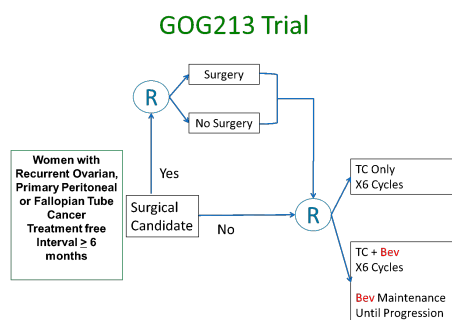 GOG213 Trial
Surgery
R
No Surgery
Women with
Recurrent Ovarian,
Primary Peritoneal
or Fallopian Tube
Cancer
Treatment free
Interval > 6
months
Yes
Surgical
Candidate
No
R
TC Only
X6 Cycles
TC + Bev
X6 Cycles
Bev Maintenance
Until Progression